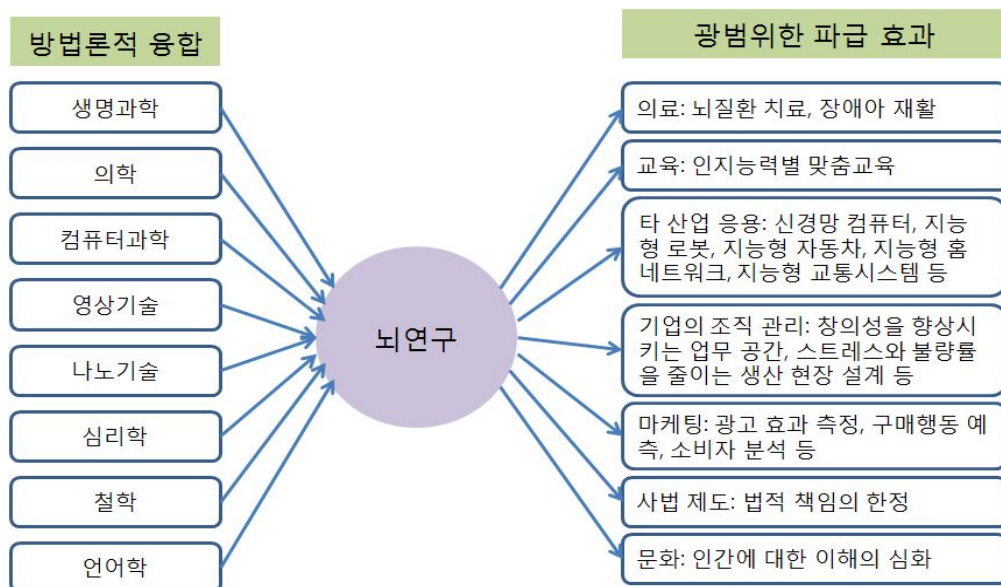 방법론적 융합
생명과학
의학
컴퓨터과학
영상기술
나노기술
심리학
철학
언어학
뇌연구
광범위한 파급 효과
의료: 뇌질환 치료, 장애아 재활
교육: 인지능력별 맞춤교육
타 산업 응용: 신경망 컴퓨터, 지능
형 로봇, 지능형 자동차, 지능형 홈
네트워크, 지능형 교통시스템 등
기업의 조직 관리: 창의성을 향상시
키는 업무 공간, 스트레스와 불량률
을 줄이는 생산 현장 설계 등
마케팅: 광고 효과 측정, 구매행동 예
측, 소비자 분석 등
사법 제도: 법적 책임의 한정
문화: 인간에 대한 이해의 심화